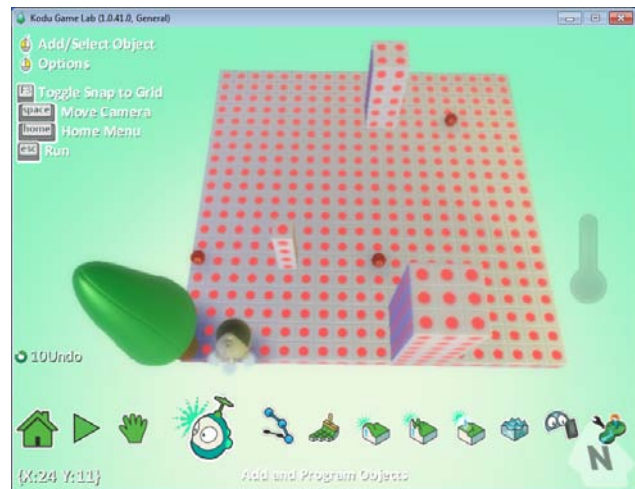 Kodu Game Lab (1.0.41.0, General)
Add/Select Object
Options
F3 Toggle Snap to Grid
space Move Camera
home Home Menu
esc Run
10Undo
{X:24 Y:11}
Add and Program Objects
N